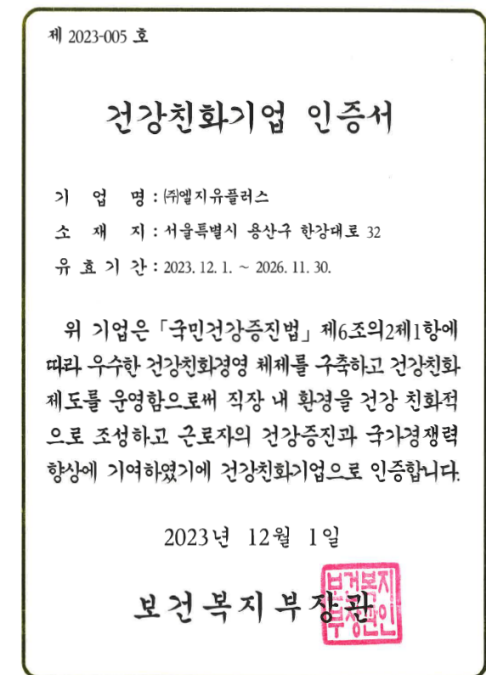 제 2023-005 호
건강친화기업 인증서
기 업 명 : ㈜엘지유플러스
소 재 지 : 서울특별시 용산구 한강대로 32
유 효 기 간 : 2023. 12. 1. ~ 2026. 11. 30.
위 기업은 「국민건강증진법」 제6조의2제1항에
따라 우수한 건강친화경영 체제를 구축하고 건강친화
제도를 운영함으로써 직장 내 환경을 건강 친화적
으로 조성하고 근로자의 건강증진과 국가경쟁력
향상에 기여하였기에 건강친화기업으로 인증합니다.
2023년 12월 1일
보건복지부장관
보건복지
부장관인